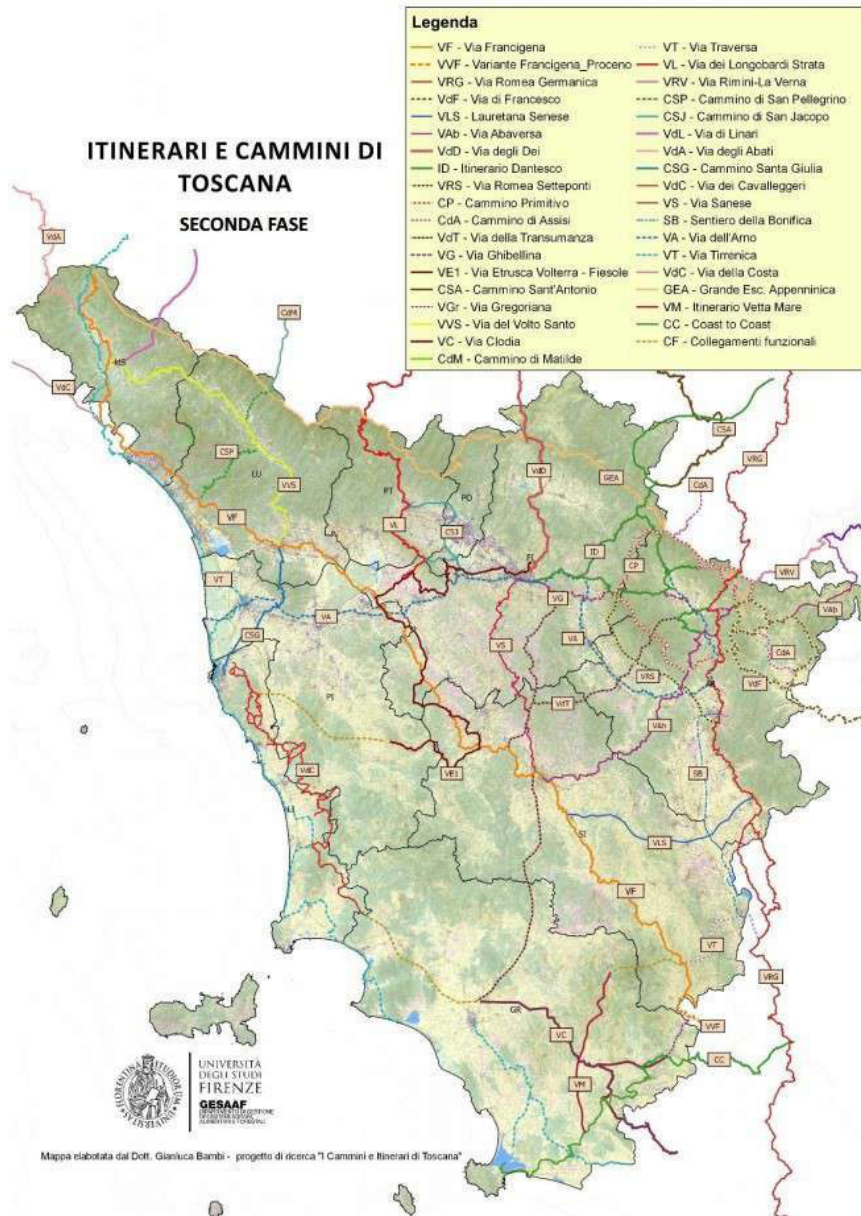 Legenda
VF - Via Francigena
VVF - Variante Francigena_Proceno
VRG - Via Romea Germanica
VdF - Via di Francesco
VLS - Lauretana Senese
VAb - Via Abaversa
VdD - Via degli Dei
ID - Itinerario Dantesco
VRS - Via Romea Setteponti
CP - Cammino Primitivo
CdA - Cammino di Assisi
VdT - Via della Transumanza
VG - Via Ghibellina
VE1 - Via Etrusca Volterra - Fiesole
CSA - Cammino Sant'Antonio
VGr - Via Gregoriana
VVS - Via del Volto Santo
VC - Via Clodia
CdM - Cammino di Matilde
VT - Via Traversa
VL - Via dei Longobardi Strata
VRV - Via Rimini-La Verna
CSP - Cammino di San Pellegrino
CSJ - Cammino di San Jacopo
VdL - Via di Linari
VdA - Via degli Abati
CSG - Cammino Santa Giulia
VdC - Via dei Cavalleggeri
VS - Via Sanese
SB - Sentiero della Bonifica
VA - Via dell'Arno
VT - Via Tirrenica
VdC - Via della Costa
GEA - Grande Esc. Appenninica
VM - Itinerario Vetta Mare
CC - Coast to Coast
CF - Collegamenti funzionali
ITINERARI E CAMMINI DI
TOSCANA
SECONDA FASE
VdA
CdM
MS
VdC
CSA
VRG
CSP
LU
VVS
PT
PO
VdD
GEA
CdA
VF
VL
CSJ
FI
ID
CP
VRV
VT
VA
VG
VAb
CSG
VS
VA
CdA
VRS
AR
VdF
PI
VdT
VAb
VdC
VE1
SB
LI
SI
VLS
VF
VT
VRG
GR
VC
VVF
CC
VM
UNIVERSITÀ
DEGLI STUDI
FIRENZE
GESAAF
Mappa elabotata dal Dott. Gianluca Bambi - progetto di ricerca "I Cammini e Itinerari di Toscana"